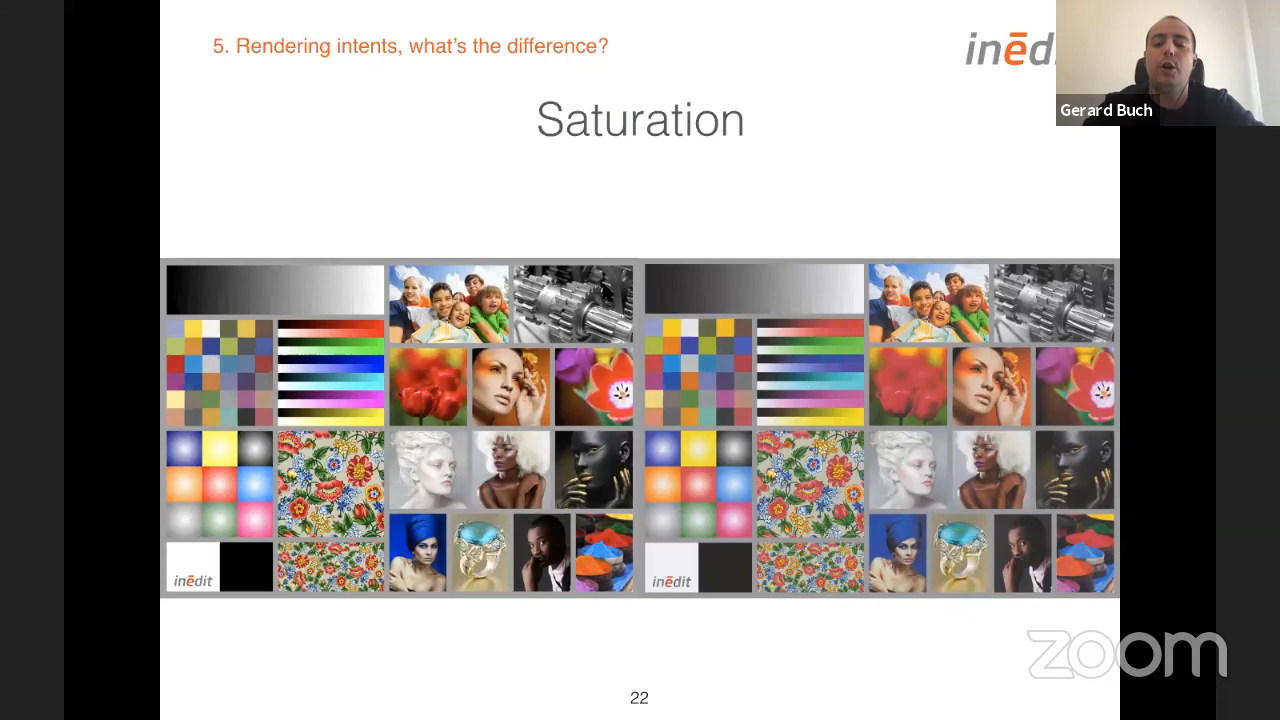 5. Rendering intents, what's the difference?
inēdi
Gerard Buch
Saturation
inēdit
inēdit
zoom
22